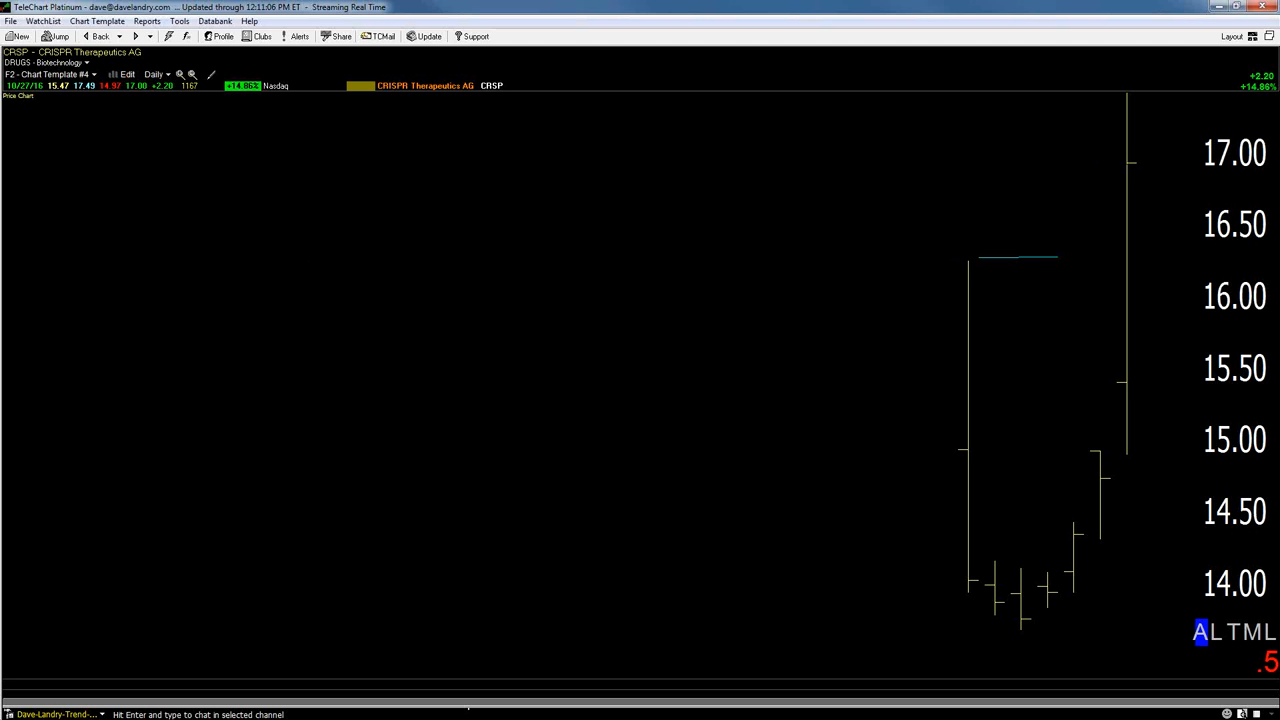 TeleChart Platinum - dave@davelandry.com ... Updated through 12:11:06 PM ET - Streaming Real Time
File WatchList Chart Template Reports Tools Databank Help
New Jump Back Profile Clubs Alerts Share TCMail Update Support Layout
CRSP - CRISPR Therapeutics AG
DRUGS - Biotechnology
F2 - Chart Template #4 Edit Daily +2.20
10/27/16 15.47 17.49 14.97 17.00 +2.20 1167 +14.86% Nasdaq CRISPR Therapeutics AG CRSP +14.86%
Price Chart
17.00
16.50
16.00
15.50
15.00
14.50
14.00
ALTML
.5
Dave-Landry-Trend-... Hit Enter and type to chat in selected channel